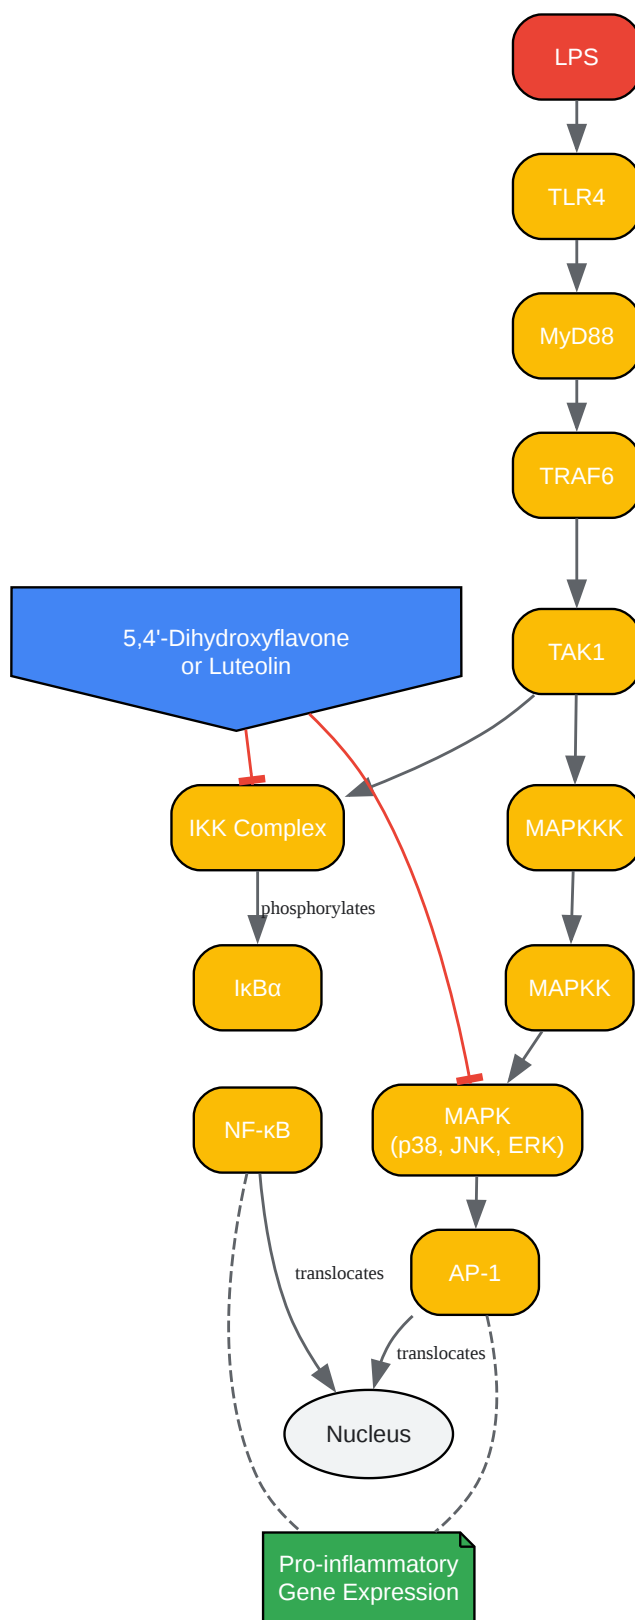 LPS
TLR4
MyD88
TRAF6
5,4'-Dihydroxyflavone
or Luteolin
TAK1
IKK Complex
MAPKKK
phosphorylates
IκBα
MAPKK
NF-κB
MAPK
(p38, JNK, ERK)
translocates
AP-1
translocates
Nucleus
Pro-inflammatory
Gene Expression